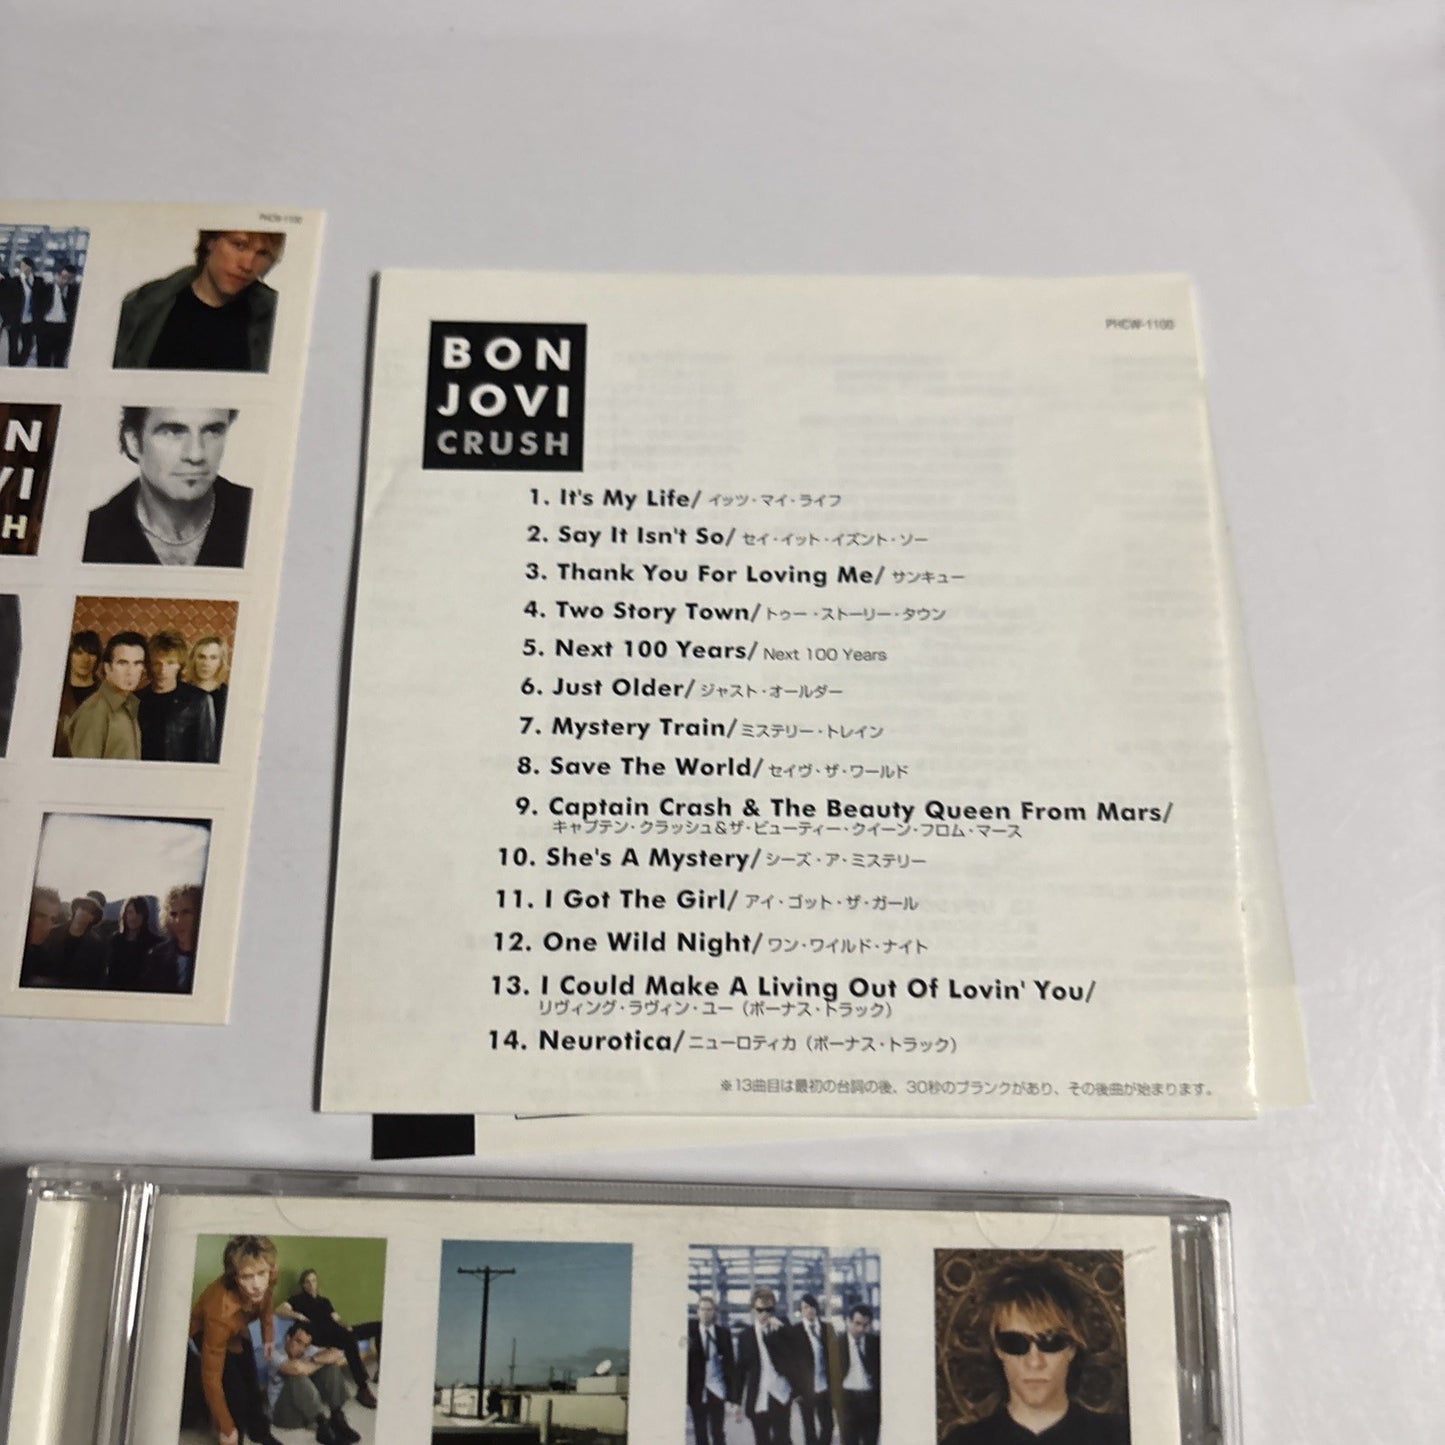 PHCW-1100
N
VI
H
BON
JOVI
CRUSH
PHCW-1100
1. It's My Life/ イッツ・マイ・ライフ
2. Say It Isn't So/ セイ・イット・イズント・ソー
3. Thank You For Loving Me/ サンキュー
4. Two Story Town/ トゥー・ストーリー・タウン
5. Next 100 Years/ Next 100 Years
6. Just Older/ ジャスト・オールダー
7. Mystery Train/ ミステリー・トレイン
8. Save The World/ セイヴ・ザ・ワールド
9. Captain Crash & The Beauty Queen From Mars/
キャプテン・クラッシュ&ザ・ビューティー・クイーン・フロム・マース
10. She's A Mystery/ シーズ・ア・ミステリー
11. I Got The Girl/ アイ・ゴット・ザ・ガール
12. One Wild Night/ ワン・ワイルド・ナイト
13. I Could Make A Living Out Of Lovin' You/
リヴィング・ラヴィン・ユー（ボーナス・トラック）
14. Neurotica/ ニューロティカ（ボーナス・トラック）
※13曲目は最初の台詞の後、30秒のブランクがあり、その後曲が始まります。